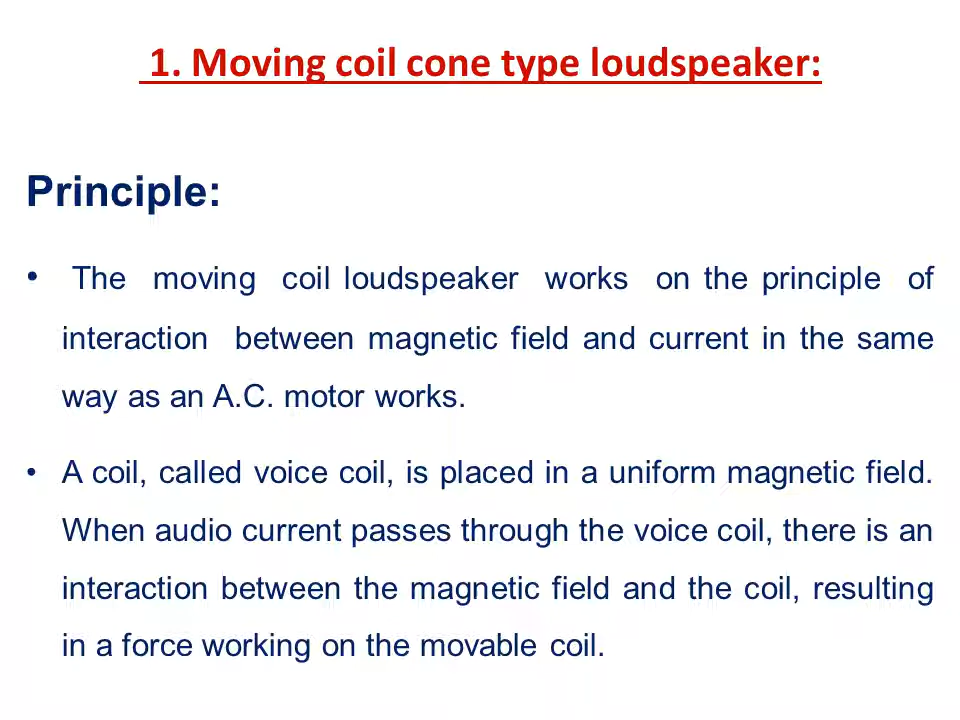 1. Moving coil cone type loudspeaker:
Principle:
• The moving coil loudspeaker works on the principle of
interaction between magnetic field and current in the same
way as an A.C. motor works.
• A coil, called voice coil, is placed in a uniform magnetic field.
When audio current passes through the voice coil, there is an
interaction between the magnetic field and the coil, resulting
in a force working on the movable coil.